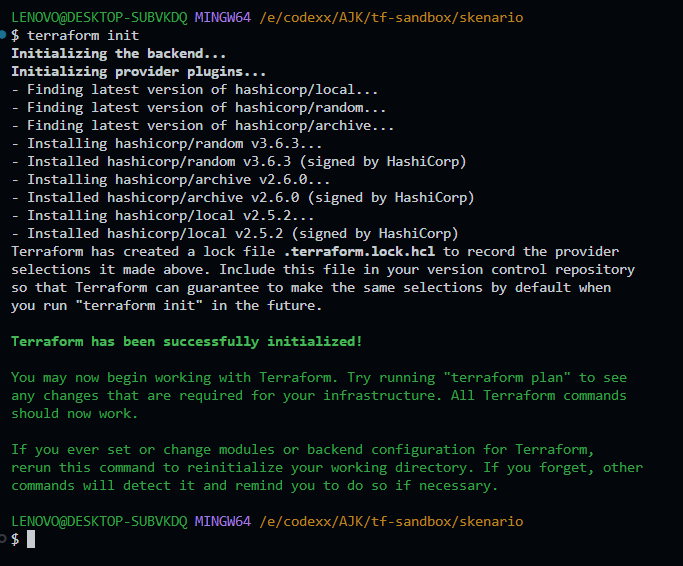 LENOVO@DESKTOP-SUBVKDQ MINGW64 /e/codexx/AJK/tf-sandbox/skenario
$ terraform init
Initializing the backend...
Initializing provider plugins...
- Finding latest version of hashicorp/local...
- Finding latest version of hashicorp/random...
- Finding latest version of hashicorp/archive...
- Installing hashicorp/random v3.6.3...
- Installed hashicorp/random v3.6.3 (signed by HashiCorp)
- Installing hashicorp/archive v2.6.0...
- Installed hashicorp/archive v2.6.0 (signed by HashiCorp)
- Installing hashicorp/local v2.5.2...
- Installed hashicorp/local v2.5.2 (signed by HashiCorp)
Terraform has created a lock file .terraform.lock.hcl to record the provider
selections it made above. Include this file in your version control repository
so that Terraform can guarantee to make the same selections by default when
you run "terraform init" in the future.
Terraform has been successfully initialized!
You may now begin working with Terraform. Try running "terraform plan" to see
any changes that are required for your infrastructure. All Terraform commands
should now work.
If you ever set or change modules or backend configuration for Terraform,
rerun this command to reinitialize your working directory. If you forget, other
commands will detect it and remind you to do so if necessary.
LENOVO@DESKTOP-SUBVKDQ MINGW64 /e/codexx/AJK/tf-sandbox/skenario
$